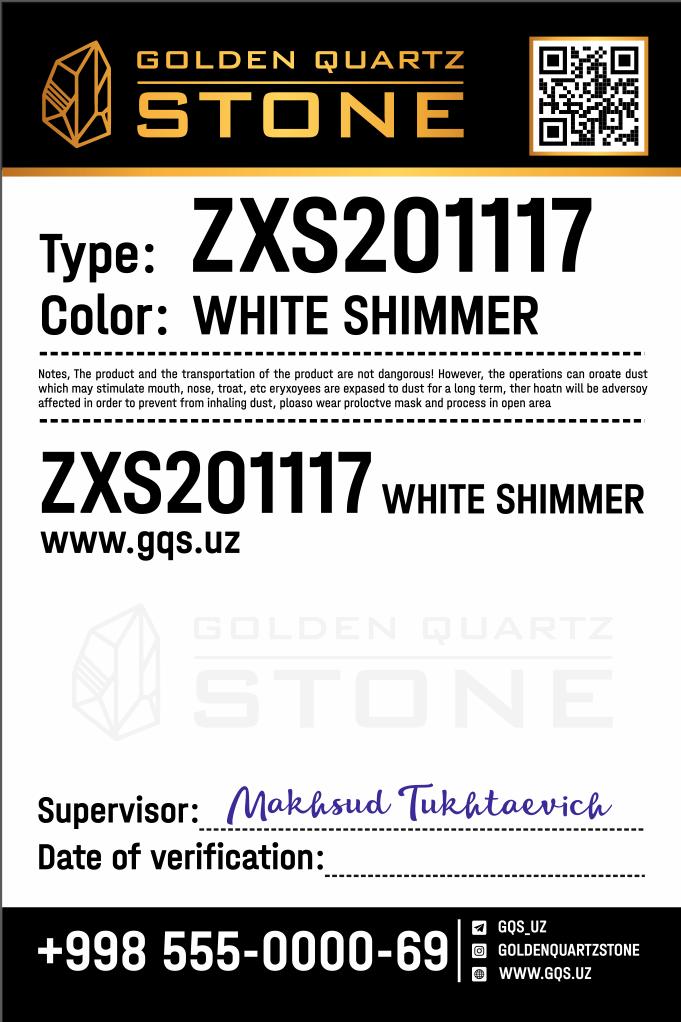 GOLDEN QUARTZ
STONE
Type: ZXS201117
Color: WHITE SHIMMER
Notes, The product and the transportation of the product are not dangorous! However, the operations can oroate dust
which may stimulate mouth, nose, troat, etc eryxoyees are expased to dust for a long term, ther hoatn will be adversoy
affected in order to prevent from inhaling dust, ploaso wear proloctve mask and process in open area
ZXS201117 WHITE SHIMMER
www.gqs.uz
GOLDEN QUARTZ
STONE
Supervisor: Makhsud Tukhtaevich
Date of verification:
+998 555-0000-69
GQS_UZ
GOLDENQUARTZSTONE
WWW.GQS.UZ